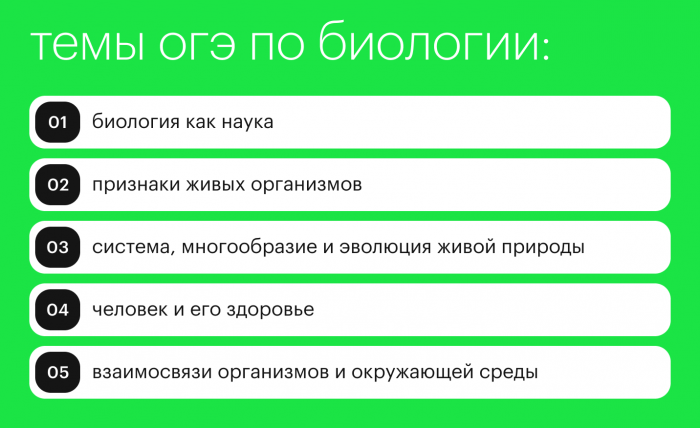 темы огэ по биологии:
01 биология как наука
02 признаки живых организмов
03 система, многообразие и эволюция живой природы
04 человек и его здоровье
05 взаимосвязи организмов и окружающей среды